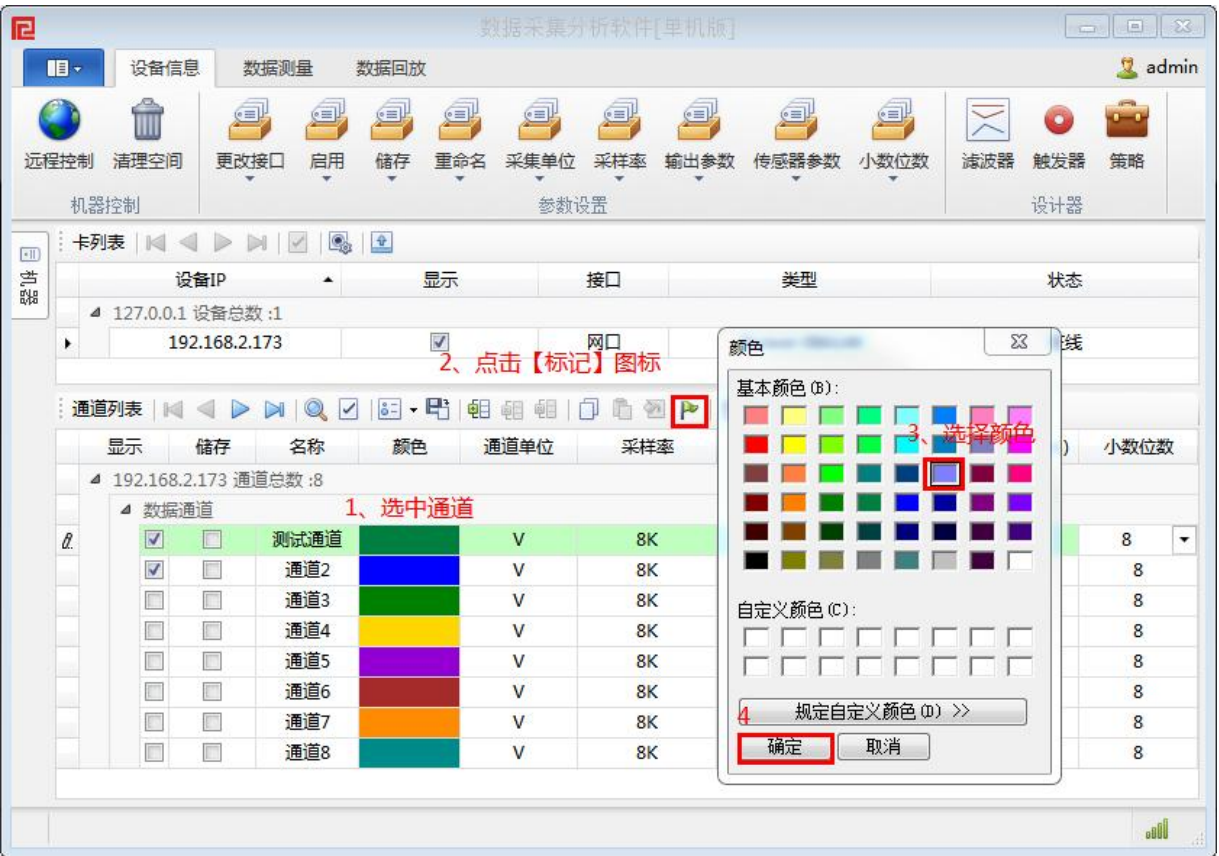 数据采集分析软件[单机版]
设备信息 数据测量 数据回放 admin
远程控制 清理空间 更改接口 启用 储存 重命名 采集单位 采样率 输出参数 传感器参数 小数位数 滤波器 触发器 策略
机器控制 参数设置 设计器
机器
卡列表
设备IP 显示 接口 类型 状态
127.0.0.1 设备总数 :1
192.168.2.173 网口 线
2、点击【标记】图标
通道列表
显示 储存 名称 颜色 通道单位 采样率 ) 小数位数
192.168.2.173 通道总数 :8
数据通道
1、选中通道
测试通道 V 8K 8
通道2 V 8K 8
通道3 V 8K 8
通道4 V 8K 8
通道5 V 8K 8
通道6 V 8K 8
通道7 V 8K 8
通道8 V 8K 8
颜色
基本颜色(B):
3、选择颜色
自定义颜色(C):
规定自定义颜色(D) >>
4
确定 取消